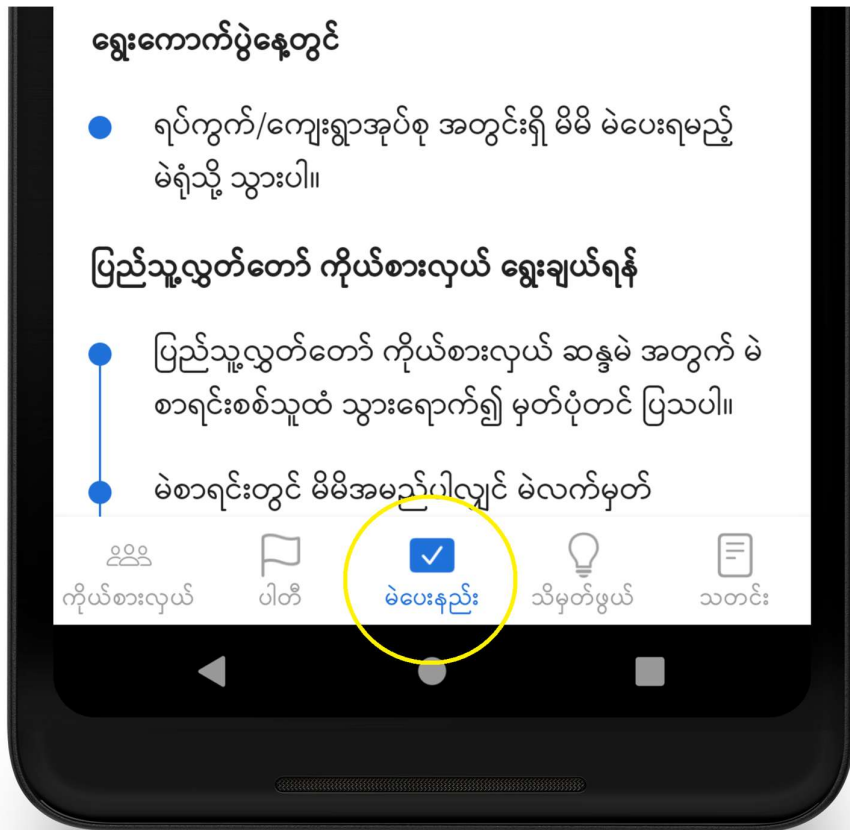 ရွေးကောက်ပွဲနေ့တွင်
ရပ်ကွက်/ကျေးရွာအုပ်စု အတွင်းရှိ မိမိ မဲပေးရမည့်
မဲရုံသို့ သွားပါ။
ပြည်သူ့လွှတ်တော် ကိုယ်စားလှယ် ရွေးချယ်ရန်
ပြည်သူ့လွှတ်တော် ကိုယ်စားလှယ် ဆန္ဒမဲ အတွက် မဲ
စာရင်းစစ်သူထံ သွားရောက်၍ မှတ်ပုံတင် ပြသပါ။
မဲစာရင်းတွင် မိမိအမည်ပါလျှင် မဲလက်မှတ်
ကိုယ်စားလှယ်
ပါတီ
မဲပေးနည်း
သိမှတ်ဖွယ်
သတင်း